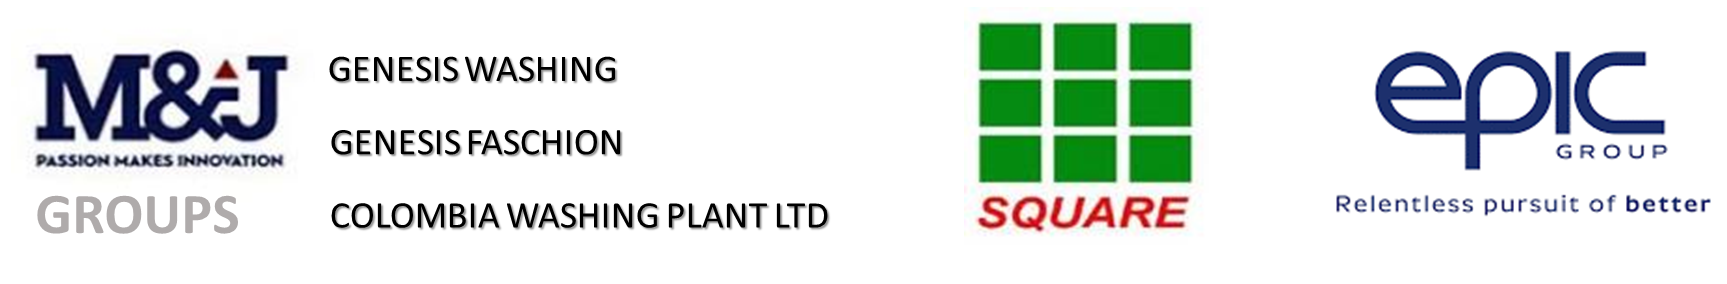 M&J
PASSION MAKES INNOVATION
GROUPS
GENESIS WASHING
GENESIS FASCHION
COLOMBIA WASHING PLANT LTD
SQUARE
epic
GROUP
Relentless pursuit of better